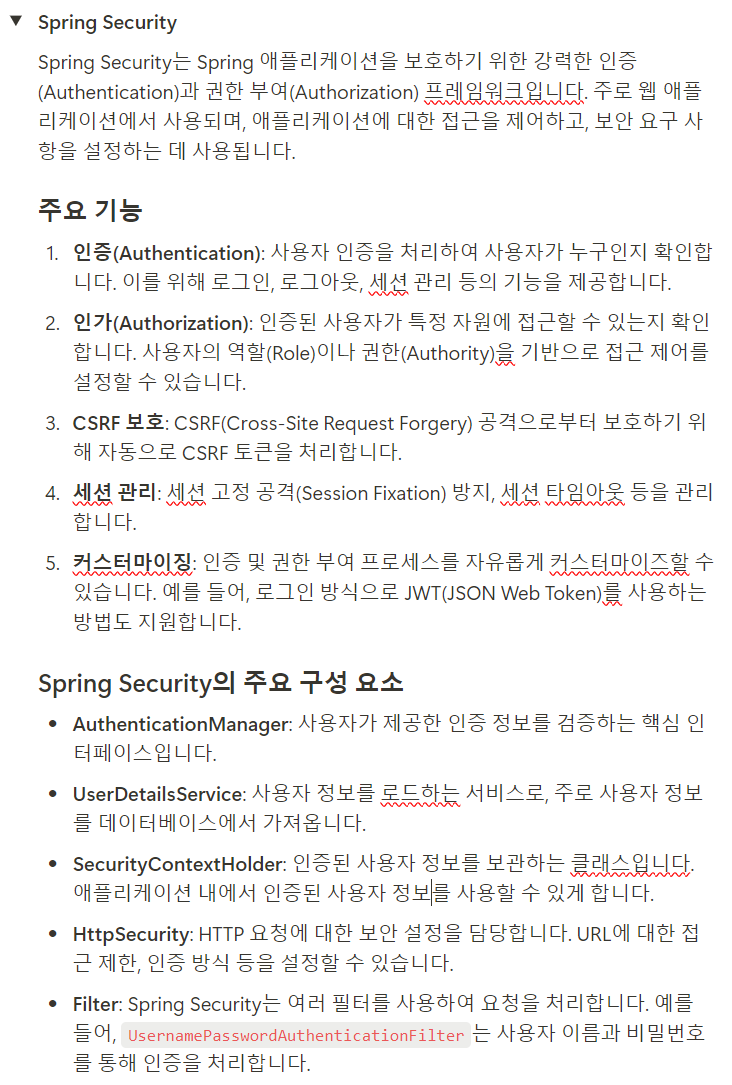 Spring Security
Spring Security는 Spring 애플리케이션을 보호하기 위한 강력한 인증
(Authentication)과 권한 부여(Authorization) 프레임워크입니다. 주로 웹 애플
리케이션에서 사용되며, 애플리케이션에 대한 접근을 제어하고, 보안 요구 사
항을 설정하는 데 사용됩니다.
주요 기능
1. 인증(Authentication): 사용자 인증을 처리하여 사용자가 누구인지 확인합
니다. 이를 위해 로그인, 로그아웃, 세션 관리 등의 기능을 제공합니다.
2. 인가(Authorization): 인증된 사용자가 특정 자원에 접근할 수 있는지 확인
합니다. 사용자의 역할(Role)이나 권한(Authority)을 기반으로 접근 제어를
설정할 수 있습니다.
3. CSRF 보호: CSRF(Cross-Site Request Forgery) 공격으로부터 보호하기 위
해 자동으로 CSRF 토큰을 처리합니다.
4. 세션 관리: 세션 고정 공격(Session Fixation) 방지, 세션 타임아웃 등을 관리
합니다.
5. 커스터마이징: 인증 및 권한 부여 프로세스를 자유롭게 커스터마이즈할 수
있습니다. 예를 들어, 로그인 방식으로 JWT(JSON Web Token)를 사용하는
방법도 지원합니다.
Spring Security의 주요 구성 요소
• AuthenticationManager: 사용자가 제공한 인증 정보를 검증하는 핵심 인
터페이스입니다.
• UserDetailsService: 사용자 정보를 로드하는 서비스로, 주로 사용자 정보
를 데이터베이스에서 가져옵니다.
• SecurityContextHolder: 인증된 사용자 정보를 보관하는 클래스입니다.
애플리케이션 내에서 인증된 사용자 정보를 사용할 수 있게 합니다.
• HttpSecurity: HTTP 요청에 대한 보안 설정을 담당합니다. URL에 대한 접
근 제한, 인증 방식 등을 설정할 수 있습니다.
• Filter: Spring Security는 여러 필터를 사용하여 요청을 처리합니다. 예를
들어, UsernamePasswordAuthenticationFilter는 사용자 이름과 비밀번호
를 통해 인증을 처리합니다.